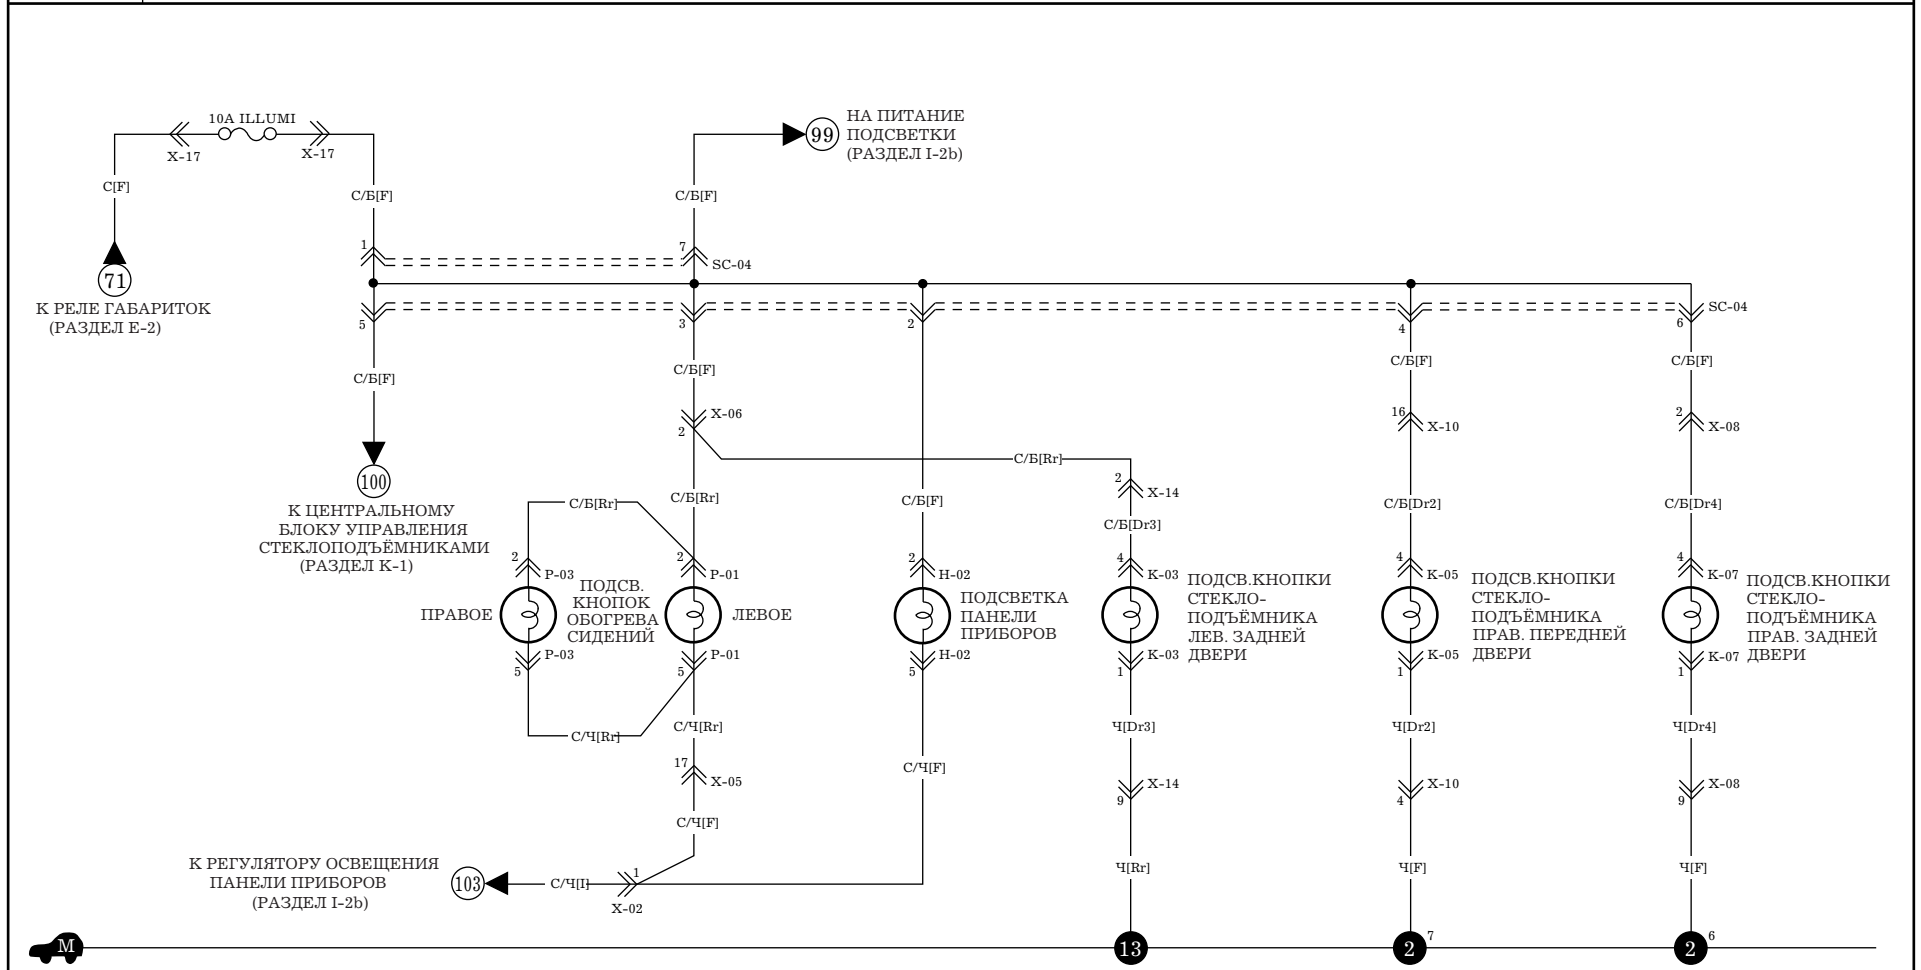 10A ILLUMI
X-17
X-17
С[F]
С/Б[F]
С/Б[F]
99
НА ПИТАНИЕ
ПОДСВЕТКИ
(РАЗДЕЛ I-2b)
71
К РЕЛЕ ГАБАРИТОК
(РАЗДЕЛ E-2)
1
7
SC-04
5
3
2
4
6
SC-04
С/Б[F]
С/Б[F]
С/Б[F]
С/Б[F]
X-06
2
16
X-10
2
X-08
С/Б[Rr]
2
X-14
100
К ЦЕНТРАЛЬНОМУ
БЛОКУ УПРАВЛЕНИЯ
СТЕКЛОПОДЪЁМНИКАМИ
(РАЗДЕЛ К-1)
С/Б[Rr]
С/Б[Rr]
С/Б[F]
С/Б[Dr3]
С/Б[Dr2]
С/Б[Dr4]
2
P-03
2
P-01
2
H-02
4
K-03
4
K-05
4
K-07
ПРАВОЕ
ПОДСВ.
КНОПОК
ОБОГРЕВА
СИДЕНИЙ
ЛЕВОЕ
ПОДСВЕТКА
ПАНЕЛИ
ПРИБОРОВ
ПОДСВ.КНОПКИ
СТЕКЛО-
ПОДЪЁМНИКА
ЛЕВ. ЗАДНЕЙ
ДВЕРИ
ПОДСВ.КНОПКИ
СТЕКЛО-
ПОДЪЁМНИКА
ПРАВ. ПЕРЕДНЕЙ
ДВЕРИ
ПОДСВ.КНОПКИ
СТЕКЛО-
ПОДЪЁМНИКА
ПРАВ. ЗАДНЕЙ
ДВЕРИ
P-03
5
P-01
5
H-02
5
K-03
1
K-05
1
K-07
1
С/Ч[Rr]
С/Ч[Rr]
Ч[Dr3]
Ч[Dr2]
Ч[Dr4]
17
X-05
С/Ч[F]
X-14
9
X-10
4
X-08
9
С/Ч[F]
К РЕГУЛЯТОРУ ОСВЕЩЕНИЯ
ПАНЕЛИ ПРИБОРОВ
(РАЗДЕЛ I-2b)
103
С/Ч[I]
1
X-02
Ч[Rr]
Ч[F]
Ч[F]
M
13
2
7
2
6